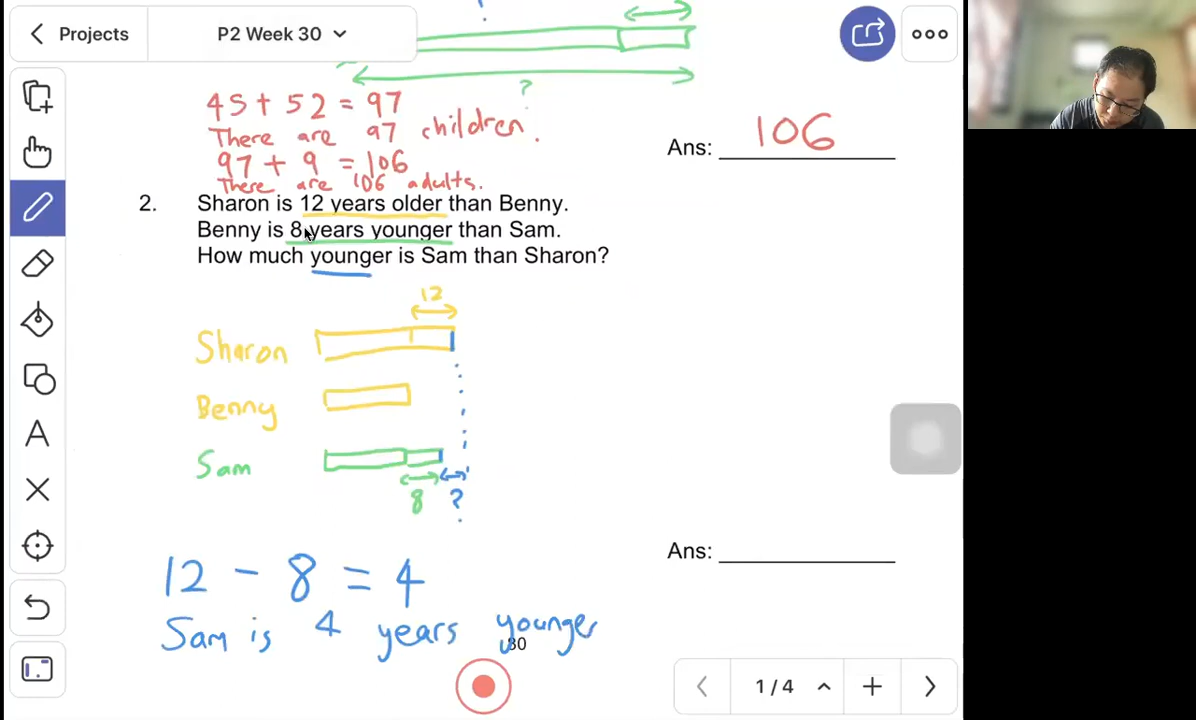 Projects
P2 Week 30
?
?
45 + 52 = 97
There are 97 children.
97 + 9 = 106
There are 106 adults.
Ans: 106
2. Sharon is 12 years older than Benny.
Benny is 8 years younger than Sam.
How much younger is Sam than Sharon?
12
Sharon
Benny
Sam
8 ?
Ans:
12 - 8 = 4
Sam is 4 years younger
30
1 / 4